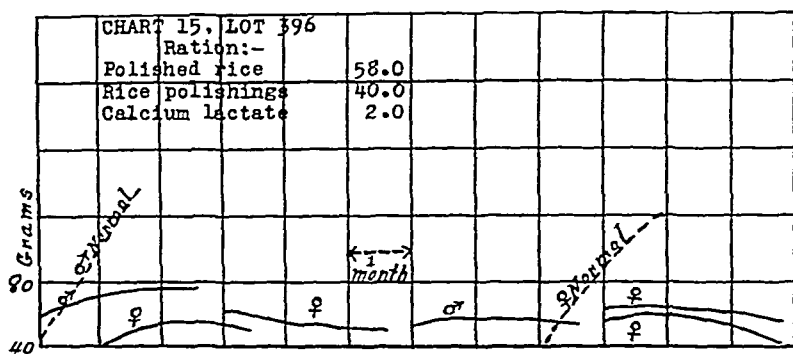 CHART 15, LOT 396
Ration:-
Polished rice 58.0
Rice polishings 40.0
Calcium lactate 2.0
Grams
♂ Normal
♂
80
♀
♀
1
month
♂
♀ Normal
♀
♀
40